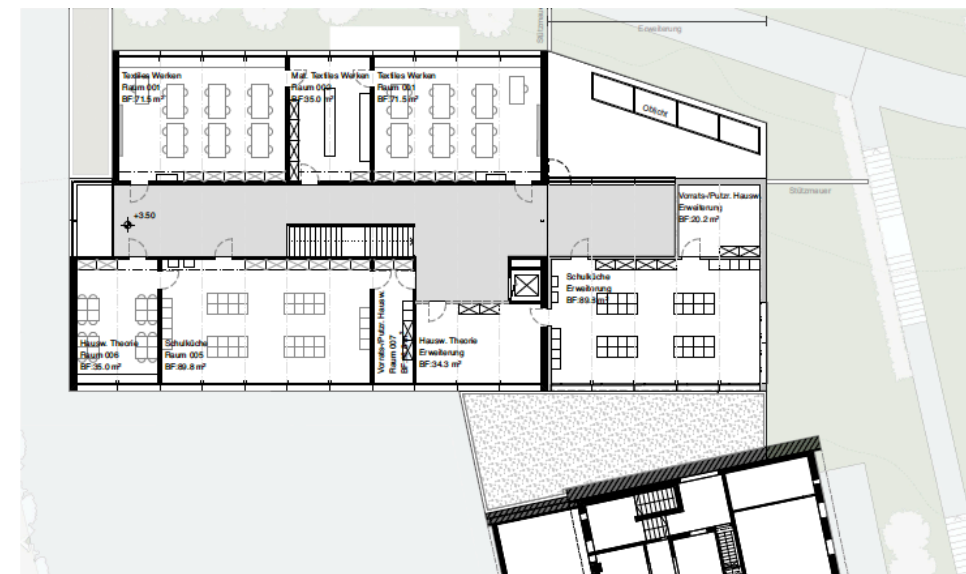 Stützmauer
Erweiterung
Textiles Werken
Raum 001
BF:71.5 m²
Mat. Textiles Werken
Raum 002
BF:35.0 m²
Textiles Werken
Raum 001
BF:71.5 m²
Oblicht
Stützmauer
+3.50
Vorrats-/Putzr. Hausw.
Erweiterung
BF:20.2 m²
Schulküche
Erweiterung
BF:89.8 m²
Hausw. Theorie
Raum 006
BF:35.0 m²
Schulküche
Raum 005
BF:89.8 m²
Vorrats-/Putzr. Hausw.
Raum 007
Hausw. Theorie
Erweiterung
BF:34.3 m²